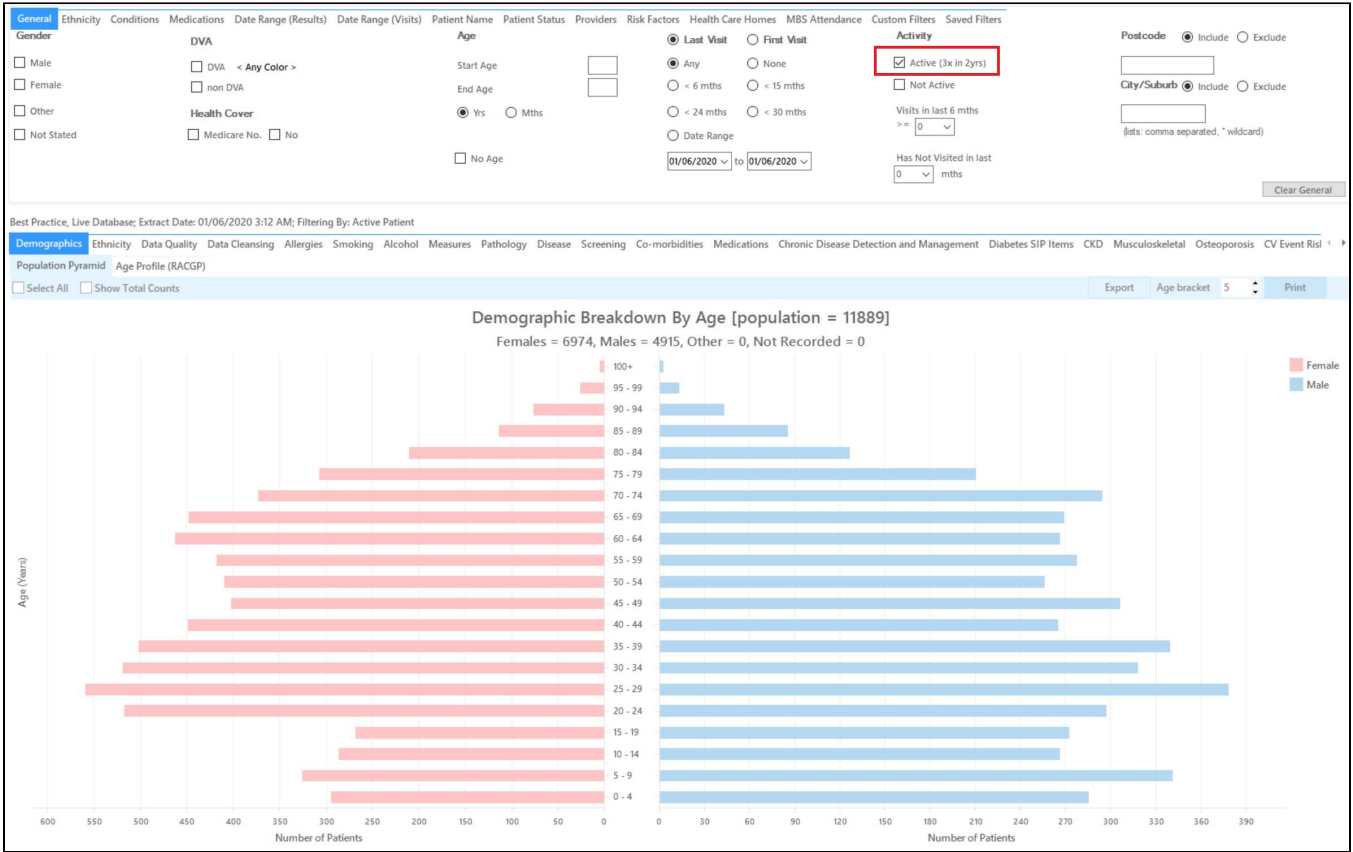 General Ethnicity Conditions Medications Date Range (Results) Date Range (Visits) Patient Name Patient Status Providers Risk Factors Health Care Homes MBS Attendance Custom Filters Saved Filters
Gender DVA Age Last Visit First Visit Activity Postcode Include Exclude
Male DVA < Any Color > Start Age Any None Active (3x in 2yrs)
Female non DVA End Age < 6 mths < 15 mths Not Active City/Suburb Include Exclude
Other Health Cover Yrs Mths < 24 mths < 30 mths Visits in last 6 mths
>= 0
Not Stated Medicare No. No Date Range (lists: comma separated, * wildcard)
No Age 01/06/2020 to 01/06/2020 Has Not Visited in last
0 mths
Clear General
Best Practice, Live Database; Extract Date: 01/06/2020 3:12 AM; Filtering By: Active Patient
Demographics Ethnicity Data Quality Data Cleansing Allergies Smoking Alcohol Measures Pathology Disease Screening Co-morbidities Medications Chronic Disease Detection and Management Diabetes SIP Items CKD Musculoskeletal Osteoporosis CV Event Risl
Population Pyramid Age Profile (RACGP)
Select All Show Total Counts Export Age bracket 5 Print
Demographic Breakdown By Age [population = 11889]
Females = 6974, Males = 4915, Other = 0, Not Recorded = 0
Female
Male
100+
95 - 99
90 - 94
85 - 89
80 - 84
75 - 79
70 - 74
65 - 69
60 - 64
55 - 59
50 - 54
45 - 49
40 - 44
35 - 39
30 - 34
25 - 29
20 - 24
15 - 19
10 - 14
5 - 9
0 - 4
Age (Years)
600 550 500 450 400 350 300 250 200 150 100 50 0 0 30 60 90 120 150 180 210 240 270 300 330 360 390
Number of Patients Number of Patients